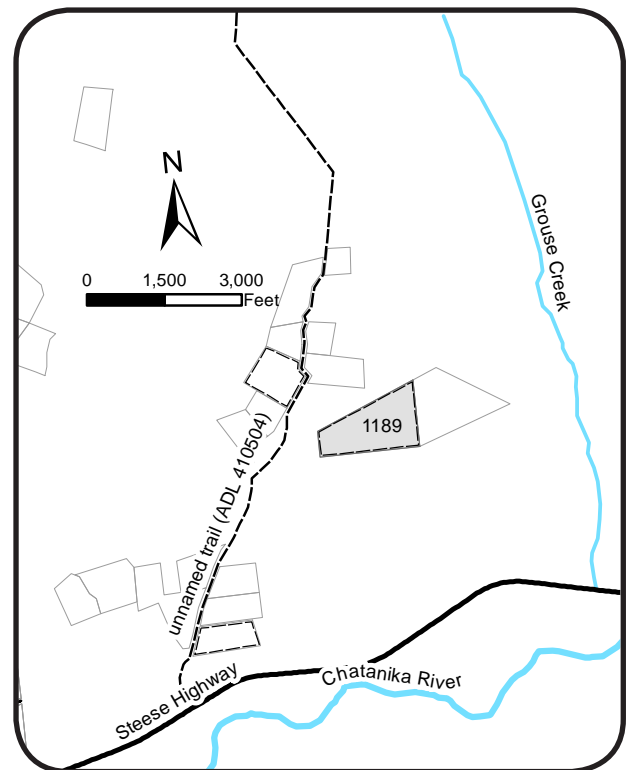 N
0 1,500 3,000
Feet
Grouse Creek
1189
unnamed trail (ADL 410504)
Steese Highway
Chatanika River